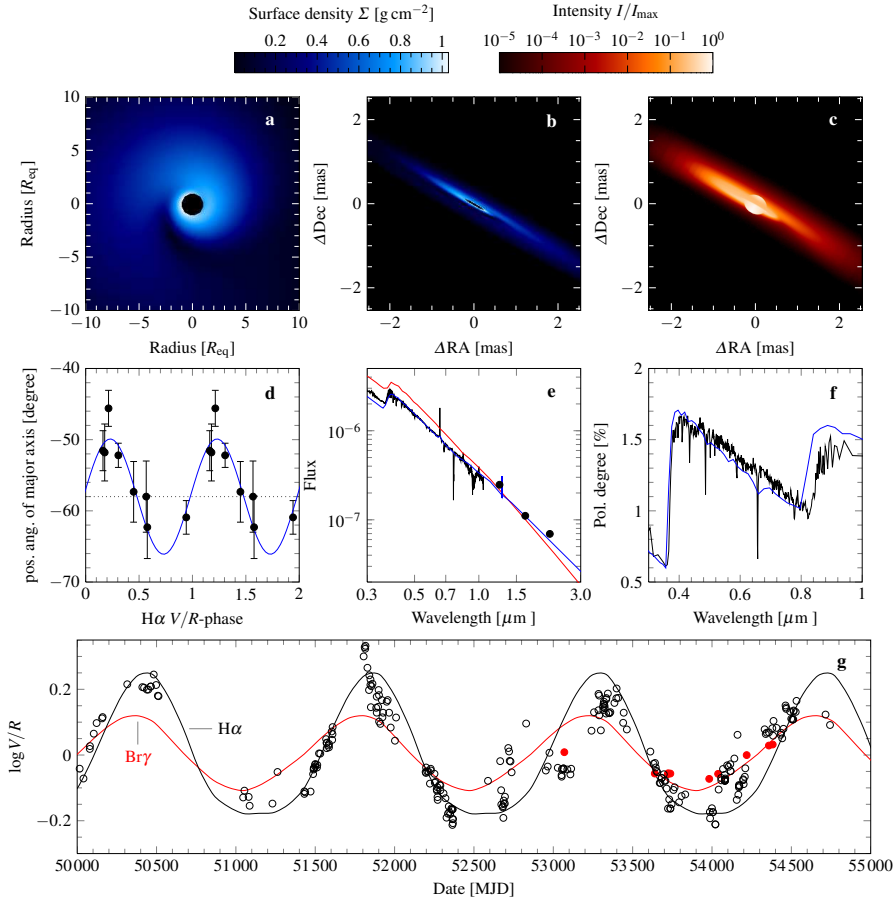 Surface density Σ [g cm−2]
Intensity I/Imax
0.2 0.4 0.6 0.8 1
10−5 10−4 10−3 10−2 10−1 100
a
b
c
10
5
0
−5
−10
Radius [Req]
−10 −5 0 5 10
Radius [Req]
2
0
−2
ΔDec [mas]
−2 0 2
ΔRA [mas]
2
0
−2
ΔDec [mas]
−2 0 2
ΔRA [mas]
d
e
f
−40
−50
−60
−70
pos. ang. of major axis [degree]
0 0.5 1 1.5 2
Hα V/R-phase
10−6
10−7
Flux
0.3 0.5 0.7 1.0 1.5 3.0
Wavelength [μm ]
1.5
1
0.5
Pol. degree [%]
0.4 0.6 0.8 1
Wavelength [μm ]
g
0.2
0
−0.2
log V/R
Hα
Brγ
50 000 50 500 51 000 51 500 52 000 52 500 53 000 53 500 54 000 54 500 55 000
Date [MJD]